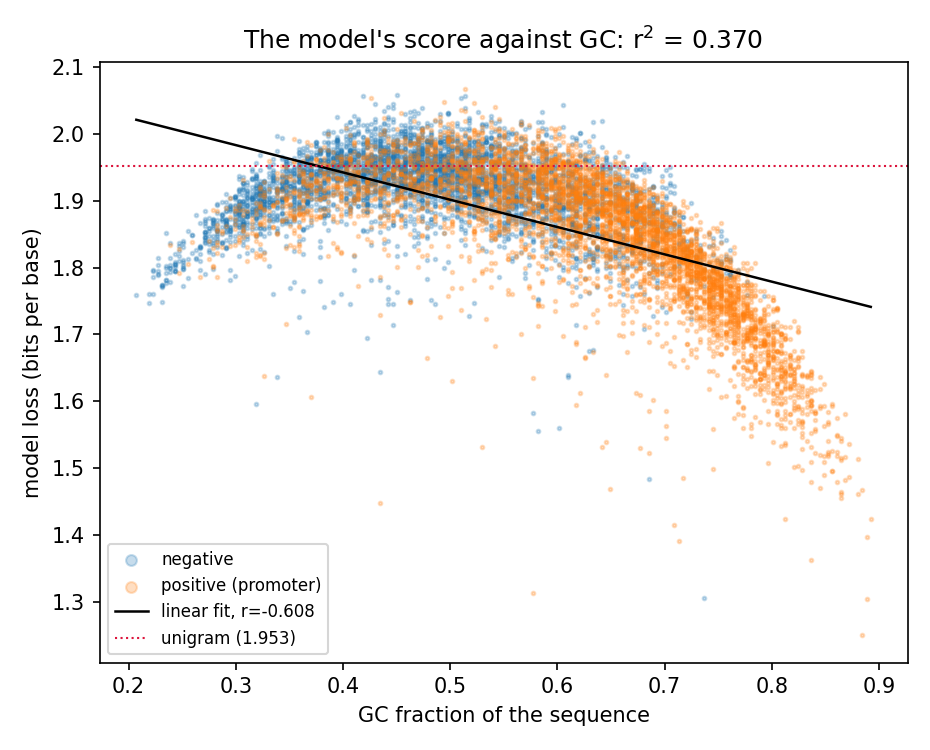 The model's score against GC: r² = 0.370
model loss (bits per base)
2.1
2.0
1.9
1.8
1.7
1.6
1.5
1.4
1.3
negative
positive (promoter)
linear fit, r=-0.608
unigram (1.953)
0.2 0.3 0.4 0.5 0.6 0.7 0.8 0.9
GC fraction of the sequence